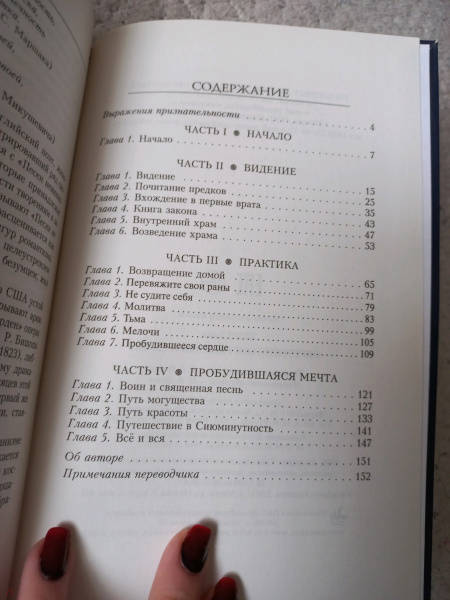 С. Маршака)
Микушевича)
СОДЕРЖАНИЕ
Выражения признательности 4
ЧАСТЬ I ● НАЧАЛО
Глава 1. Начало 7
ЧАСТЬ II ● ВИДЕНИЕ
Глава 1. Видение 15
Глава 2. Почитание предков 25
Глава 3. Вхождение в первые врата 35
Глава 4. Книга закона 43
Глава 5. Внутренний храм 47
Глава 6. Возведение храма 53
ЧАСТЬ III ● ПРАКТИКА
Глава 1. Возвращение домой 65
Глава 2. Перевяжите свои раны 71
Глава 3. Не судите себя 79
Глава 4. Молитва 83
Глава 5. Тьма 99
Глава 6. Мелочи 105
Глава 7. Пробудившееся сердце 109
ЧАСТЬ IV ● ПРОБУДИВШАЯСЯ МЕЧТА
Глава 1. Воин и священная песнь 121
Глава 2. Путь могущества 127
Глава 3. Путь красоты 133
Глава 4. Путешествие в Сиюминутность 141
Глава 5. Всё и вся 147
Об авторе 151
Примечания переводчика 152